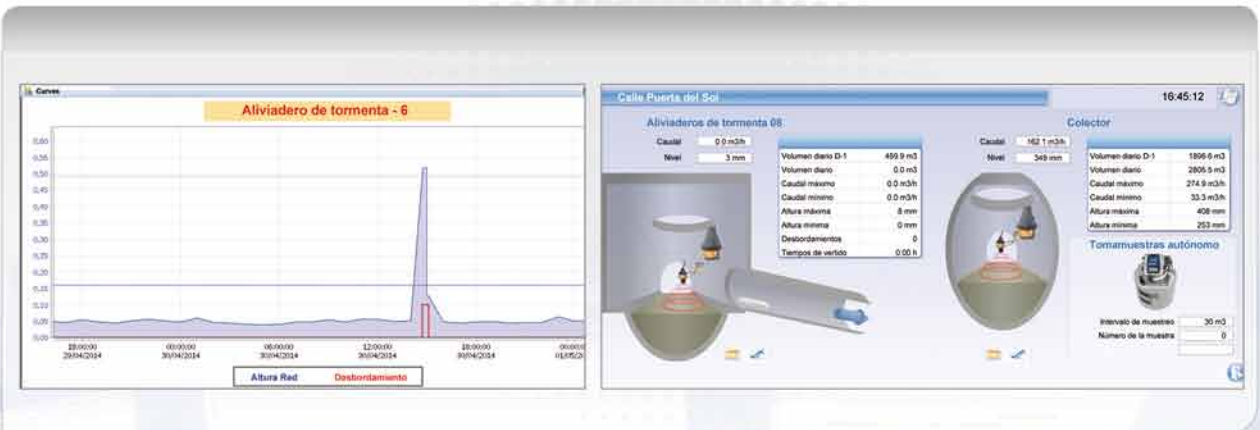 Curves
Aliviadero de tormenta - 6
0,60
0,55
0,50
0,45
0,40
0,35
0,30
0,25
0,20
0,15
0,10
0,05
0,00
18:00:00 00:00:00 06:00:00 12:00:00 18:00:00 00:00:0
29/04/2014 30/04/2014 30/04/2014 30/04/2014 30/04/2014 01/05/2
Altura Red Desbordamiento
Calle Puerta del Sol 16:45:12
Aliviaderos de tormenta 08
Caudal 0.0 m3/h
Nivel 3 mm
Volumen diario D-1 459.9 m3
Volumen diario 0.0 m3
Caudal máximo 0.0 m3/h
Caudal mínimo 0.0 m3/h
Altura máxima 8 mm
Altura mínima 0 mm
Desbordamientos 0
Tiempos de vertido 0:00 h
Colector
Caudal 162.1 m3/h
Nivel 349 mm
Volumen diario D-1 1898.6 m3
Volumen diario 2805.5 m3
Caudal máximo 274.9 m3/h
Caudal mínimo 33.3 m3/h
Altura máxima 408 mm
Altura mínima 253 mm
Tomamuestras autónomo
Intervalo de muestreo 30 m3
Número de la muestra 0